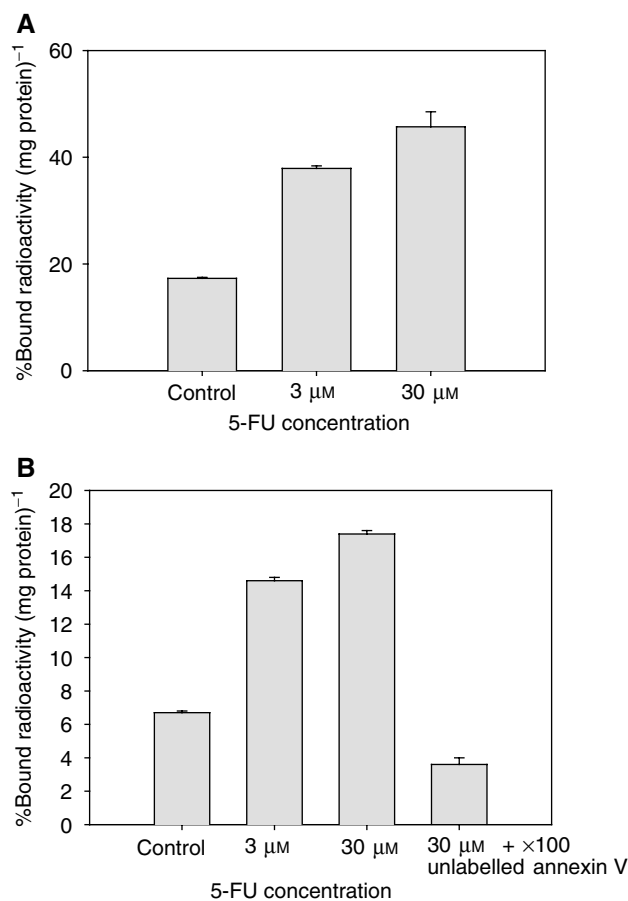 A
%Bound radioactivity (mg protein)⁻¹
60
40
20
0
Control 3 μM 30 μM
5-FU concentration
B
%Bound radioactivity (mg protein)⁻¹
20
18
16
14
12
10
8
6
4
2
0
Control 3 μM 30 μM 30 μM + ×100
unlabelled annexin V
5-FU concentration